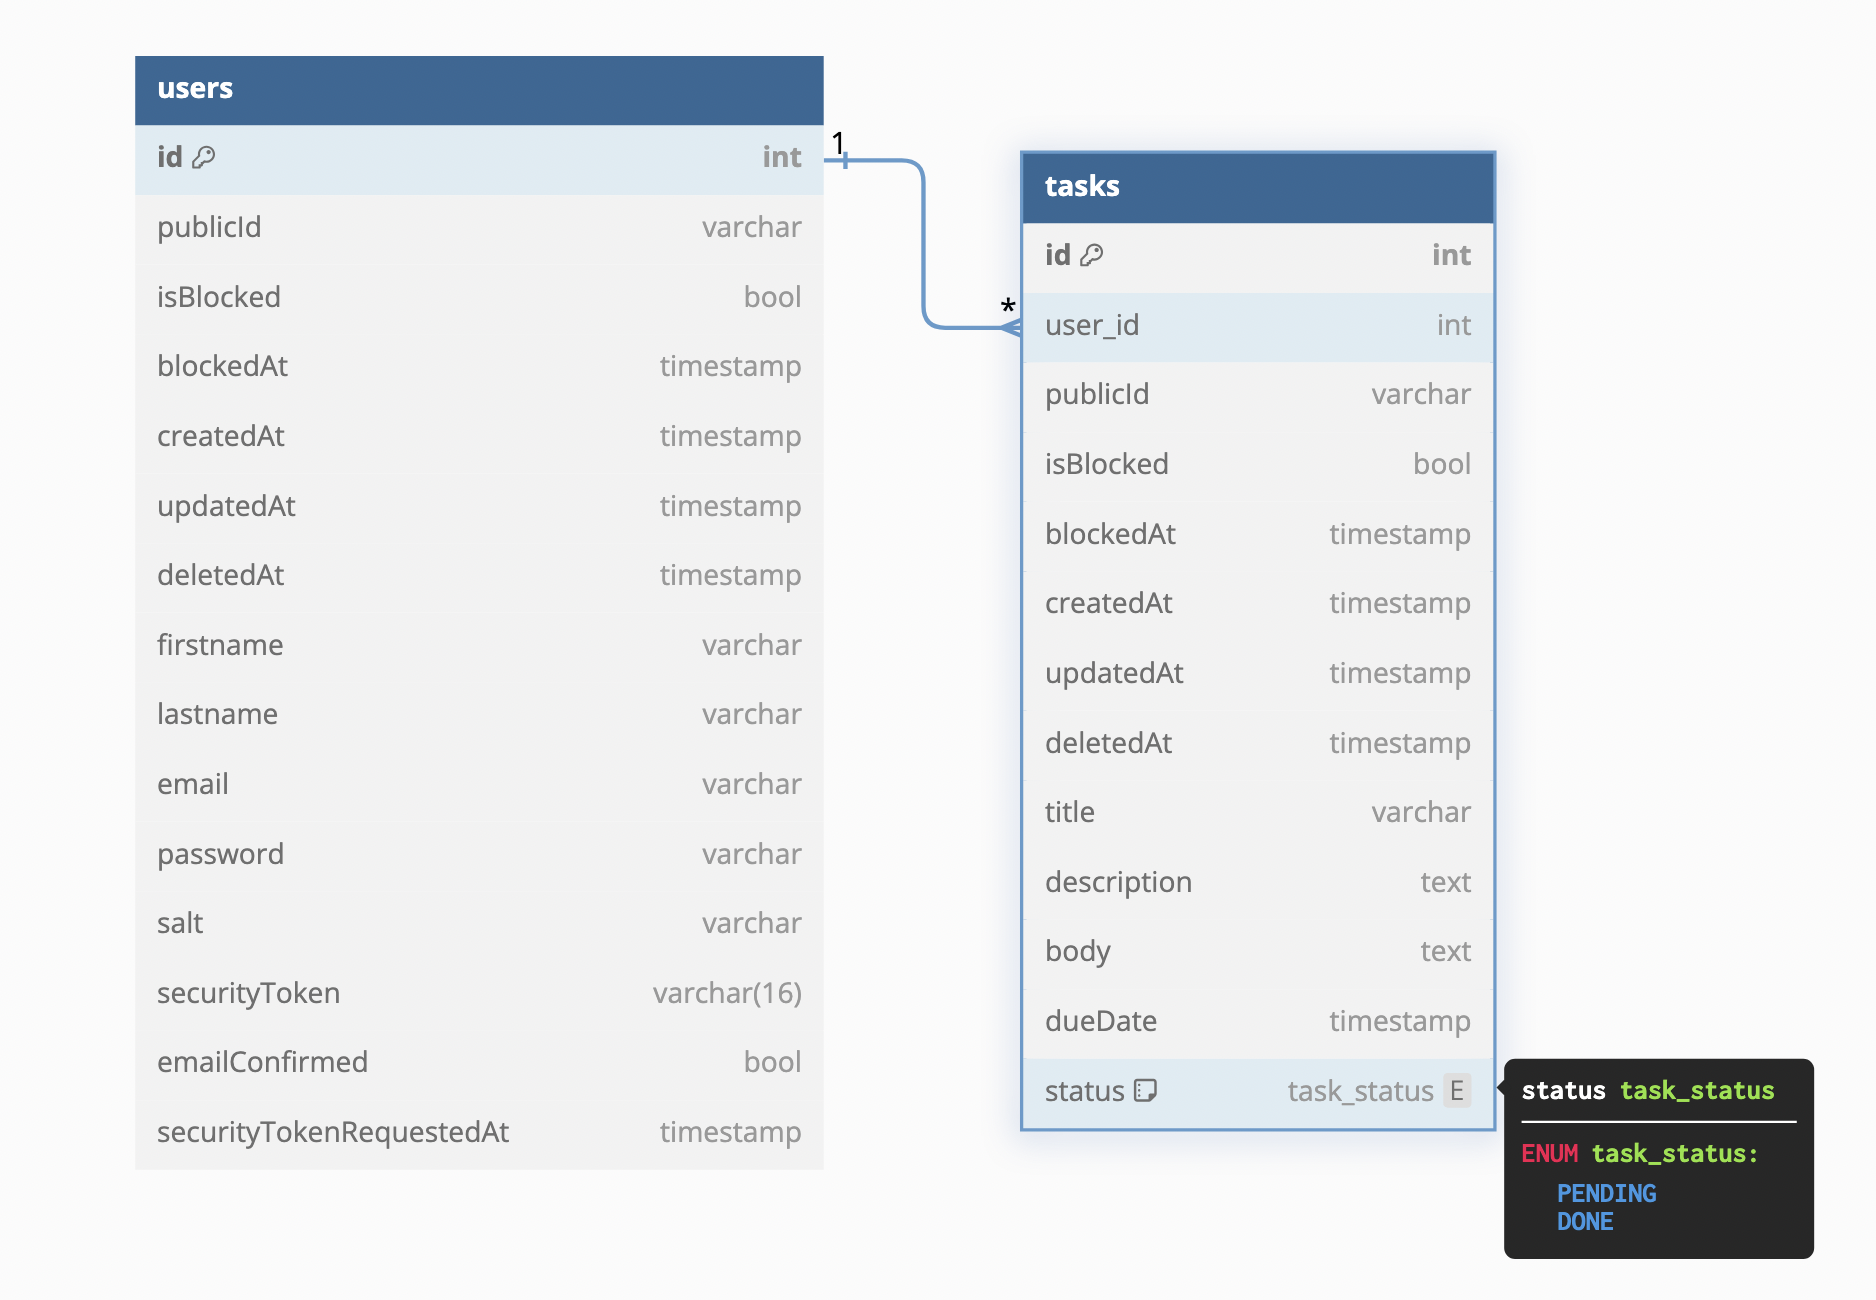 users
id int
publicId varchar
isBlocked bool
blockedAt timestamp
createdAt timestamp
updatedAt timestamp
deletedAt timestamp
firstname varchar
lastname varchar
email varchar
password varchar
salt varchar
securityToken varchar(16)
emailConfirmed bool
securityTokenRequestedAt timestamp
1
*
tasks
id int
user_id int
publicId varchar
isBlocked bool
blockedAt timestamp
createdAt timestamp
updatedAt timestamp
deletedAt timestamp
title varchar
description text
body text
dueDate timestamp
status task_status E
status task_status
ENUM task_status:
PENDING
DONE